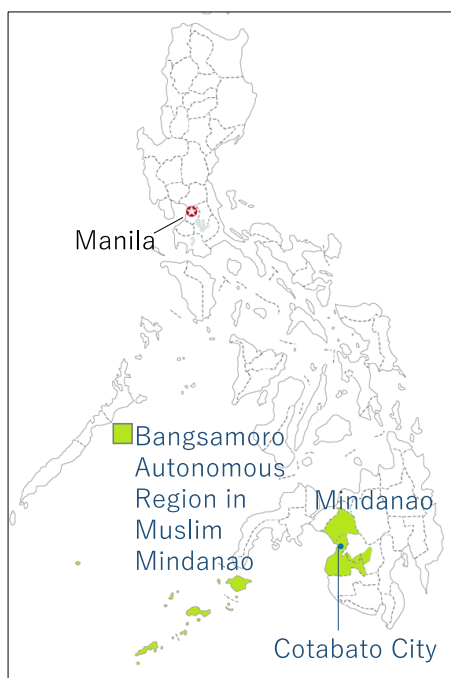 Manila
Bangsamoro
Autonomous
Region in
Muslim
Mindanao
Mindanao
Cotabato City